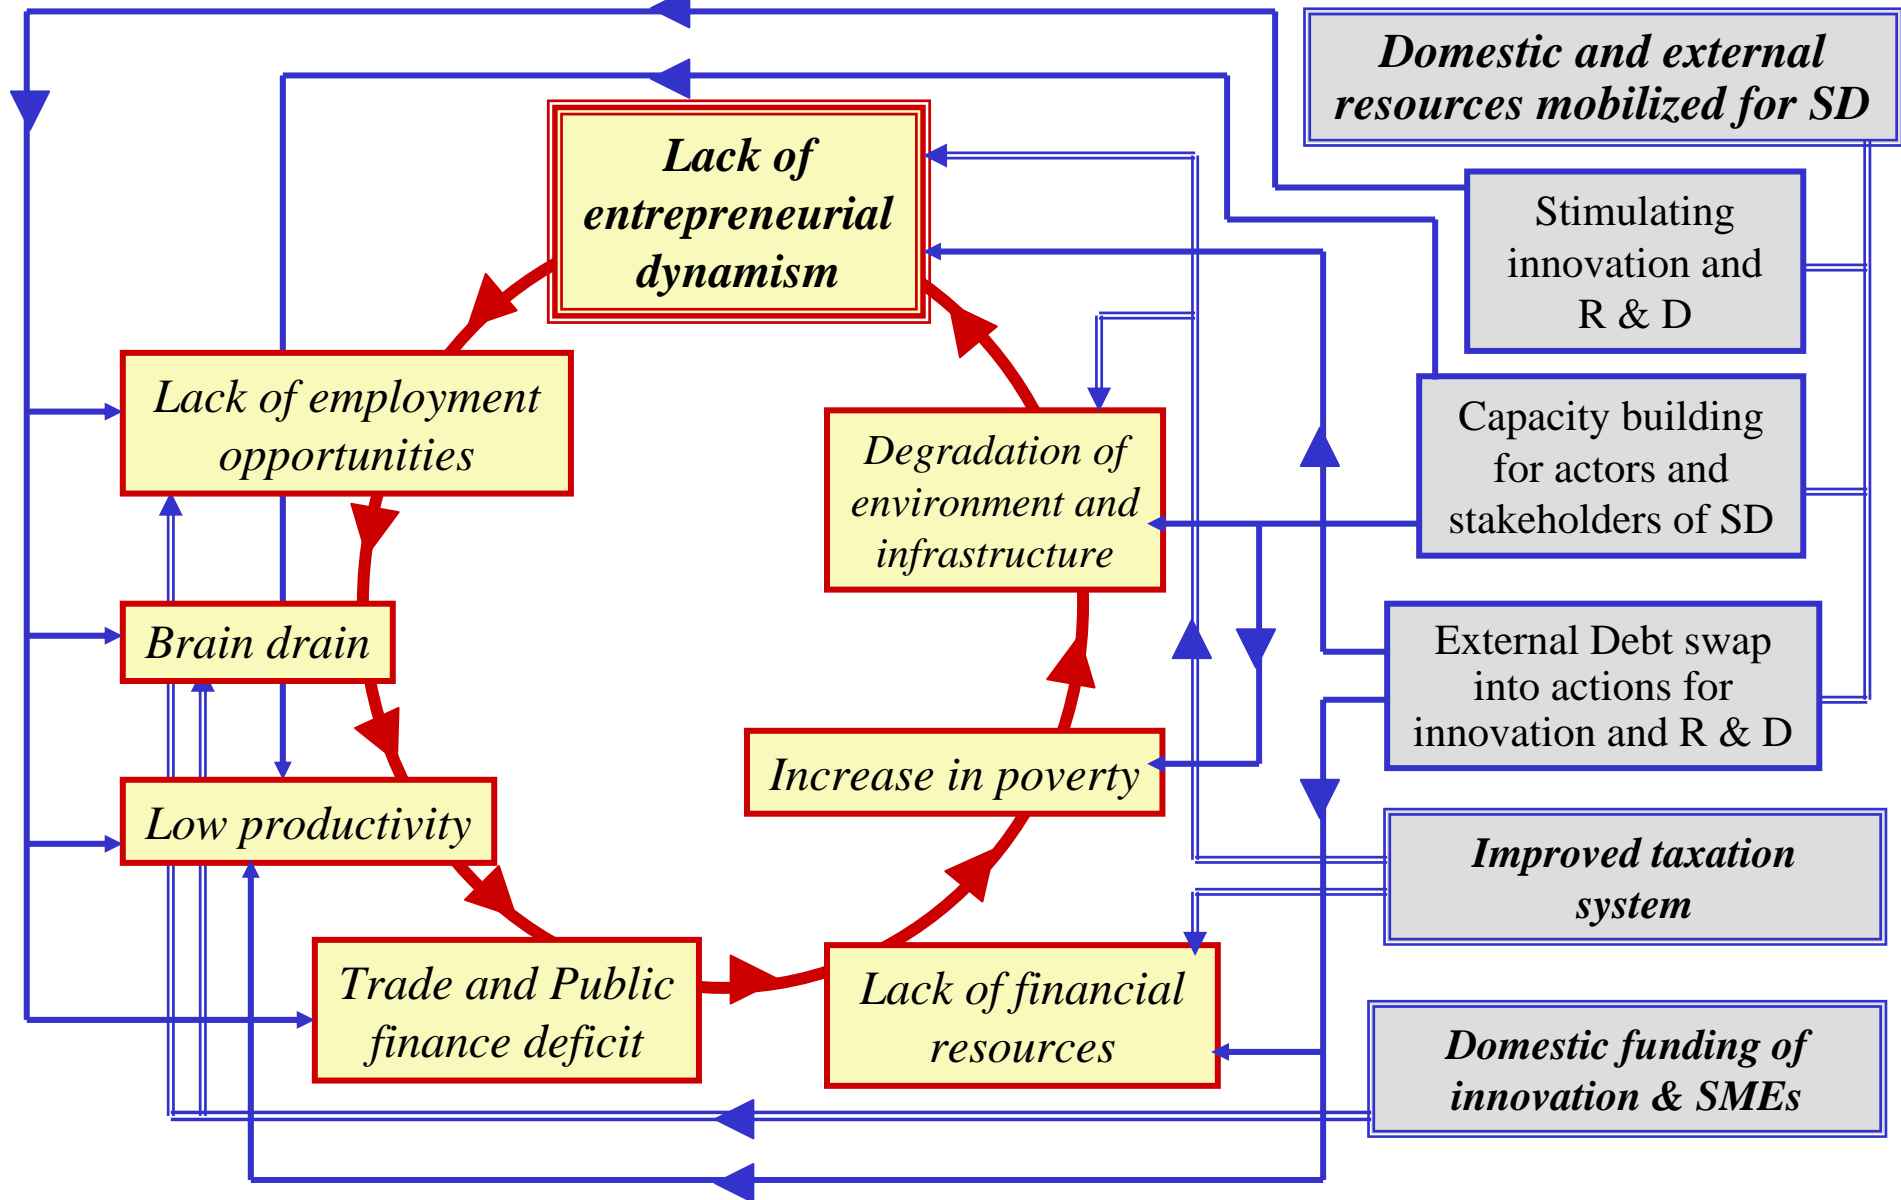 Domestic and external
resources mobilized for SD
Lack of
entrepreneurial
dynamism
Stimulating
innovation and
R & D
Lack of employment
opportunities
Capacity building
for actors and
stakeholders of SD
Degradation of
environment and
infrastructure
Brain drain
External Debt swap
into actions for
innovation and R & D
Increase in poverty
Low productivity
Improved taxation
system
Trade and Public
finance deficit
Lack of financial
resources
Domestic funding of
innovation & SMEs